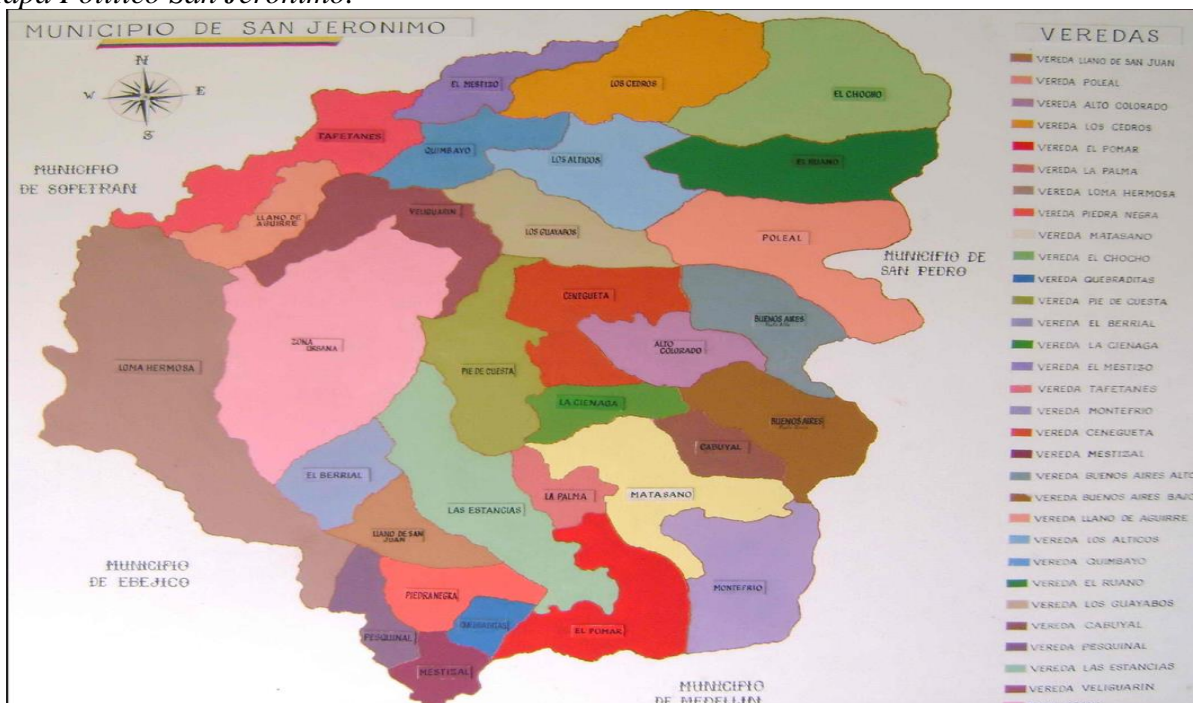 Mapa Político San Jerónimo.
MUNICIPIO DE SAN JERONIMO
N
W E
S
MUNICIPIO
DE SOPETRAN
TAFETANES
EL MESTIZO
LOS CEDROS
EL CHOCHO
QUIMBAYO
LOS ALTICOS
EL RUANO
LLANO DE
AGUIRRE
VELIGUARIN
LOS GUAYABOS
POLEAL
MUNICIPIO DE
SAN PEDRO
CENEGUETA
BUENOS AIRES
ZONA
URBANA
ALTO
COLORADO
LOMA HERMOSA
PIE DE CUESTA
LA CIENAGA
BUENOS AIRES
CABUYAL
EL BERRIAL
LA PALMA
MATASANO
LAS ESTANCIAS
LLANO DE SAN
JUAN
MUNICIPIO
DE EBEJICO
PIEDRA NEGRA
MONTEFRIO
QUEBRADITAS
PESQUINAL
EL POMAR
MESTIZAL
MUNICIPIO
DE MEDELLIN
VEREDAS
VEREDA LLANO DE SAN JUAN
VEREDA POLEAL
VEREDA ALTO COLORADO
VEREDA LOS CEDROS
VEREDA EL POMAR
VEREDA LA PALMA
VEREDA LOMA HERMOSA
VEREDA PIEDRA NEGRA
VEREDA MATASANO
VEREDA EL CHOCHO
VEREDA QUEBRADITAS
VEREDA PIE DE CUESTA
VEREDA EL BERRIAL
VEREDA LA CIENAGA
VEREDA EL MESTIZO
VEREDA TAFETANES
VEREDA MONTEFRIO
VEREDA CENEGUETA
VEREDA MESTIZAL
VEREDA BUENOS AIRES ALTO
VEREDA BUENOS AIRES BAJO
VEREDA LLANO DE AGUIRRE
VEREDA LOS ALTICOS
VEREDA QUIMBAYO
VEREDA EL RUANO
VEREDA LOS GUAYABOS
VEREDA CABUYAL
VEREDA PESQUINAL
VEREDA LAS ESTANCIAS
VEREDA VELIGUARIN